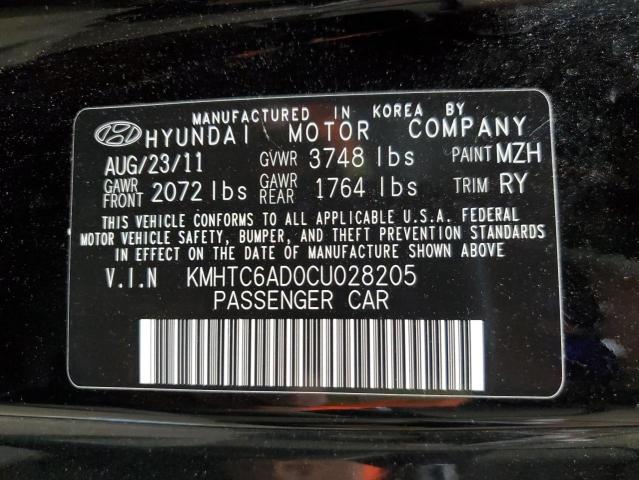 MANUFACTURED IN KOREA BY
HYUNDAI MOTOR COMPANY
AUG/23/11 GVWR 3748 lbs PAINT MZH
GAWR FRONT 2072 lbs GAWR REAR 1764 lbs TRIM RY
THIS VEHICLE CONFORMS TO ALL APPLICABLE U.S.A. FEDERAL
MOTOR VEHICLE SAFETY, BUMPER, AND THEFT PREVENTION STANDARDS
IN EFFECT ON THE DATE OF MANUFACTURE SHOWN ABOVE
V.I.N KMHTC6AD0CU028205
PASSENGER CAR